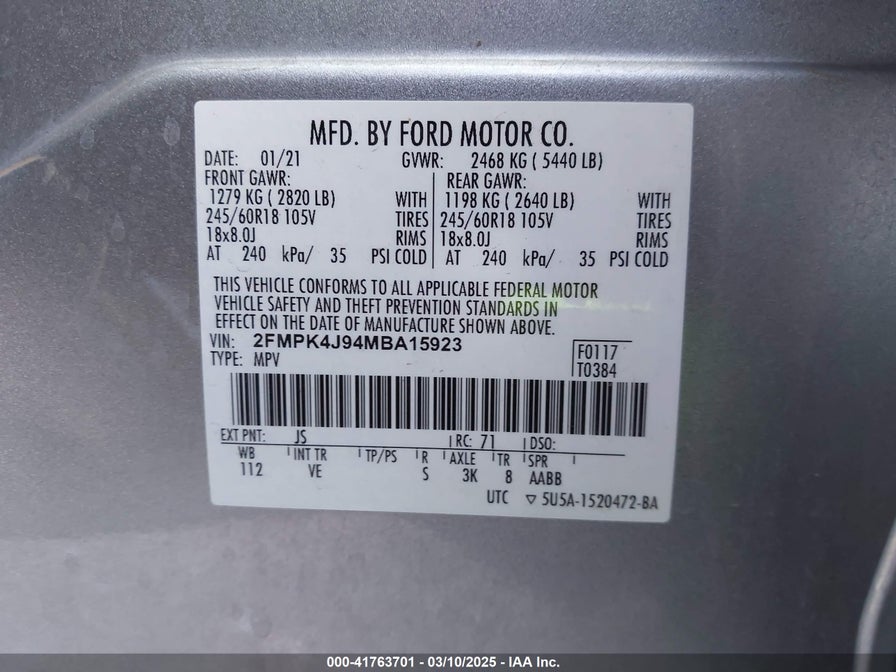 MFD. BY FORD MOTOR CO.
DATE: 01/21 GVWR: 2468 KG ( 5440 LB)
FRONT GAWR: REAR GAWR:
1279 KG ( 2820 LB) WITH 1198 KG ( 2640 LB) WITH
245/60R18 105V TIRES 245/60R18 105V TIRES
18x8.0J RIMS 18x8.0J RIMS
AT 240 kPa/ 35 PSI COLD AT 240 kPa/ 35 PSI COLD
THIS VEHICLE CONFORMS TO ALL APPLICABLE FEDERAL MOTOR
VEHICLE SAFETY AND THEFT PREVENTION STANDARDS IN
EFFECT ON THE DATE OF MANUFACTURE SHOWN ABOVE.
VIN: 2FMPK4J94MBA15923 F0117
TYPE: MPV T0384
EXT PNT: JS RC: 71 DSO:
WB INT TR TP/PS R AXLE TR SPR
112 VE S 3K 8 AABB
UTC ▽ 5U5A-1520472-BA
000-41763701 - 03/10/2025 - IAA Inc.